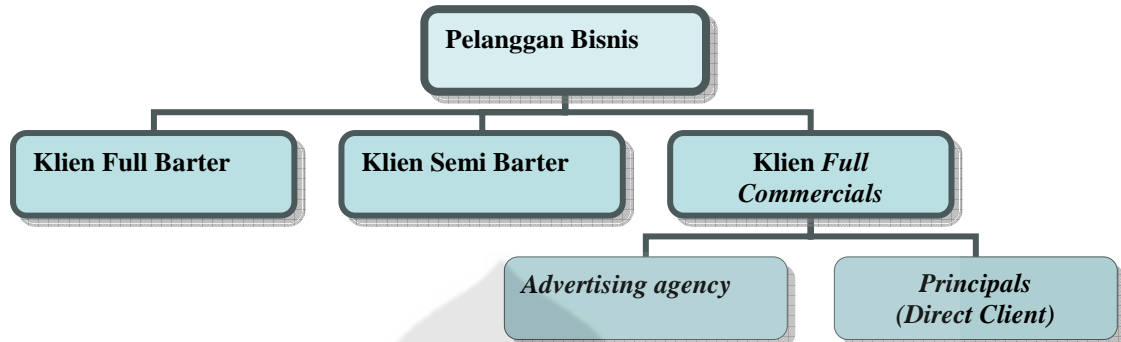 Pelanggan Bisnis
Klien Full Barter
Klien Semi Barter
Klien Full
Commercials
Advertising agency
Principals
(Direct Client)